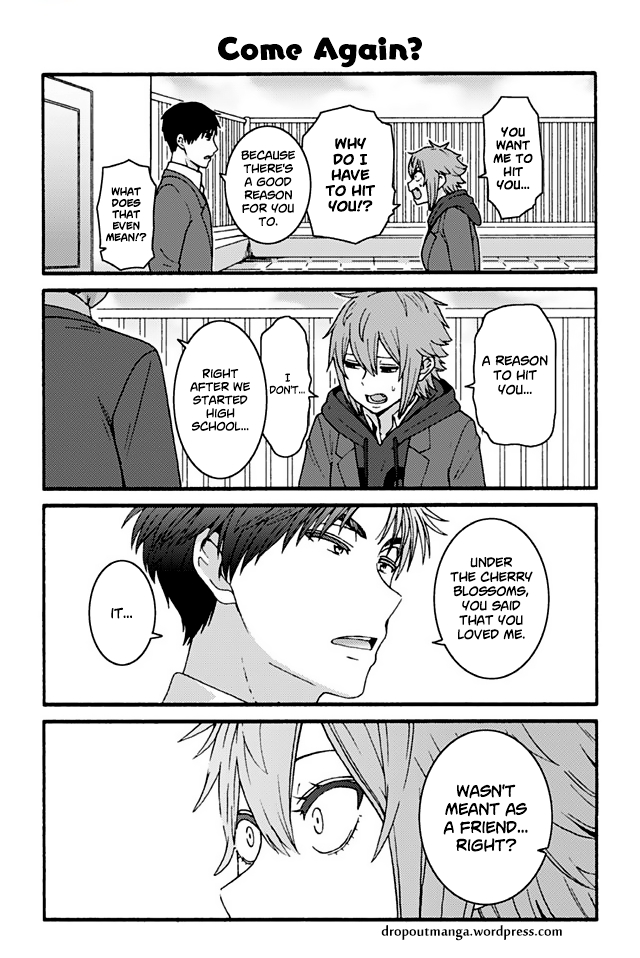 Come Again?
YOU
WANT
ME TO
HIT
YOU...
WHY
DO I
HAVE
TO HIT
YOU!?
BECAUSE
THERE'S
A GOOD
REASON
FOR YOU
TO.
WHAT
DOES
THAT
EVEN
MEAN!?
A REASON
TO HIT
YOU...
I
DON'T...
RIGHT
AFTER WE
STARTED
HIGH
SCHOOL...
UNDER
THE CHERRY
BLOSSOMS,
YOU SAID
THAT YOU
LOVED ME.
IT...
WASN'T
MEANT AS
A FRIEND...
RIGHT?
dropoutmanga.wordpress.com